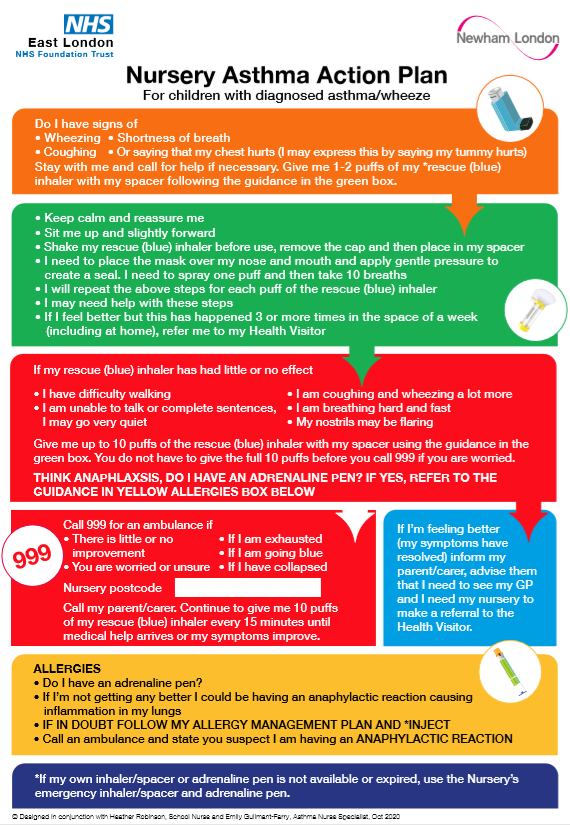 NHS
East London
NHS Foundation Trust
Newham London
Nursery Asthma Action Plan
For children with diagnosed asthma/wheeze
Do I have signs of
• Wheezing • Shortness of breath
• Coughing • Or saying that my chest hurts (I may express this by saying my tummy hurts)
Stay with me and call for help if necessary. Give me 1-2 puffs of my *rescue (blue)
inhaler with my spacer following the guidance in the green box.
• Keep calm and reassure me
• Sit me up and slightly forward
• Shake my rescue (blue) inhaler before use, remove the cap and then place in my spacer
• I need to place the mask over my nose and mouth and apply gentle pressure to
create a seal. I need to spray one puff and then take 10 breaths
• I will repeat the above steps for each puff of the rescue (blue) inhaler
• I may need help with these steps
• If I feel better but this has happened 3 or more times in the space of a week
(including at home), refer me to my Health Visitor
If my rescue (blue) inhaler has had little or no effect
• I have difficulty walking
• I am unable to talk or complete sentences,
I may go very quiet
• I am coughing and wheezing a lot more
• I am breathing hard and fast
• My nostrils may be flaring
Give me up to 10 puffs of the rescue (blue) inhaler with my spacer using the guidance in the
green box. You do not have to give the full 10 puffs before you call 999 if you are worried.
THINK ANAPHLAXSIS, DO I HAVE AN ADRENALINE PEN? IF YES, REFER TO THE
GUIDANCE IN YELLOW ALLERGIES BOX BELOW
999
Call 999 for an ambulance if
• There is little or no
improvement
• You are worried or unsure
• If I am exhausted
• If I am going blue
• If I have collapsed
Nursery postcode
Call my parent/carer. Continue to give me 10 puffs
of my rescue (blue) inhaler every 15 minutes until
medical help arrives or my symptoms improve.
If I'm feeling better
(my symptoms have
resolved) inform my
parent/carer, advise them
that I need to see my GP
and I need my nursery to
make a referral to the
Health Visitor.
ALLERGIES
• Do I have an adrenaline pen?
• If I'm not getting any better I could be having an anaphylactic reaction causing
inflammation in my lungs
• IF IN DOUBT FOLLOW MY ALLERGY MANAGEMENT PLAN AND *INJECT
• Call an ambulance and state you suspect I am having an ANAPHYLACTIC REACTION
*If my own inhaler/spacer or adrenaline pen is not available or expired, use the Nursery's
emergency inhaler/spacer and adrenaline pen.
© Designed in conjunction with Heather Robinson, School Nurse and Emily Guilmant-Farry, Asthma Nurse Specialist, Oct 2020